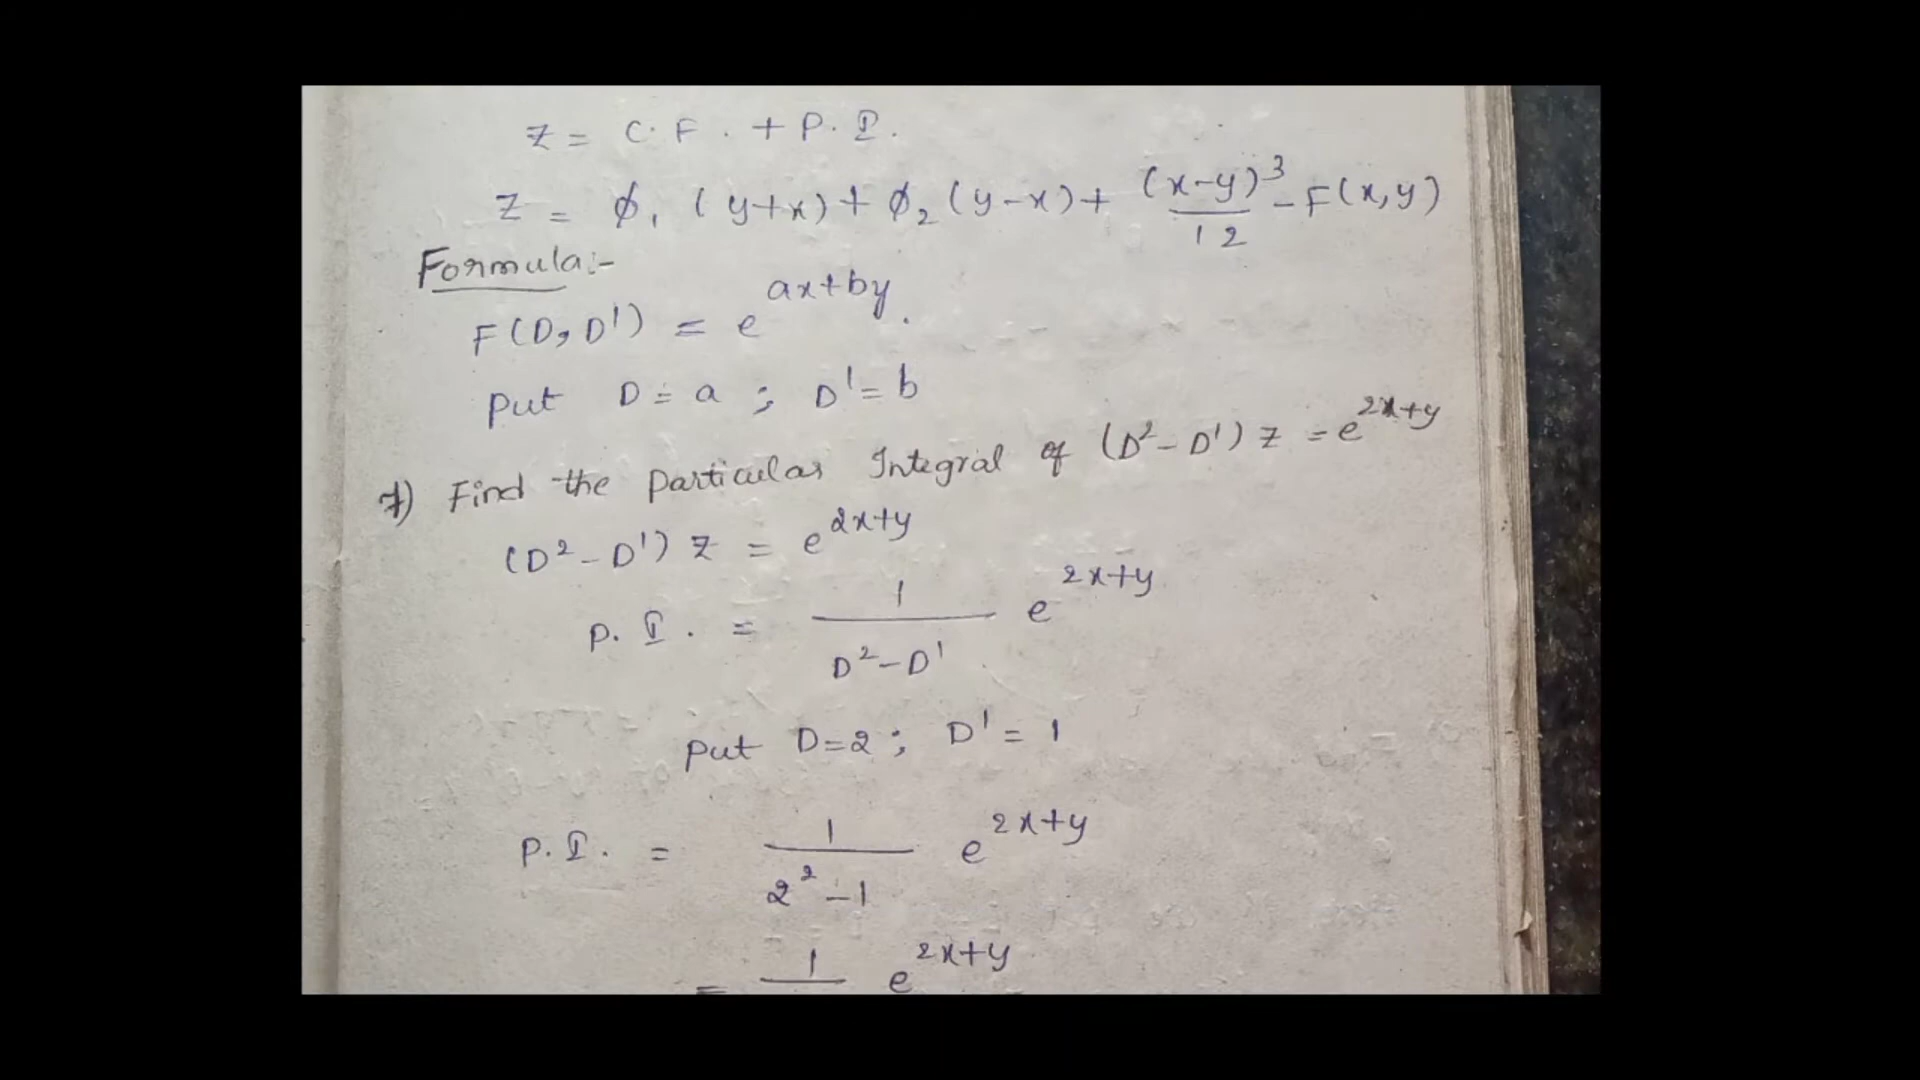 z = C.F. + P.I.
z = ϕ₁ (y+x) + ϕ₂ (y-x) + (x-y)³/12 - F(x,y)
Formula:-
F(D, D') = e^{ax+by}.
Put D = a ; D' = b
7) Find the Particular Integral of (D²-D') z = e^{2x+y}
(D²-D') z = e^{2x+y}
P.I. = 1/(D²-D') e^{2x+y}
Put D=2 ; D' = 1
P.I. = 1/(2²-1) e^{2x+y}
= 1/ e^{2x+y}